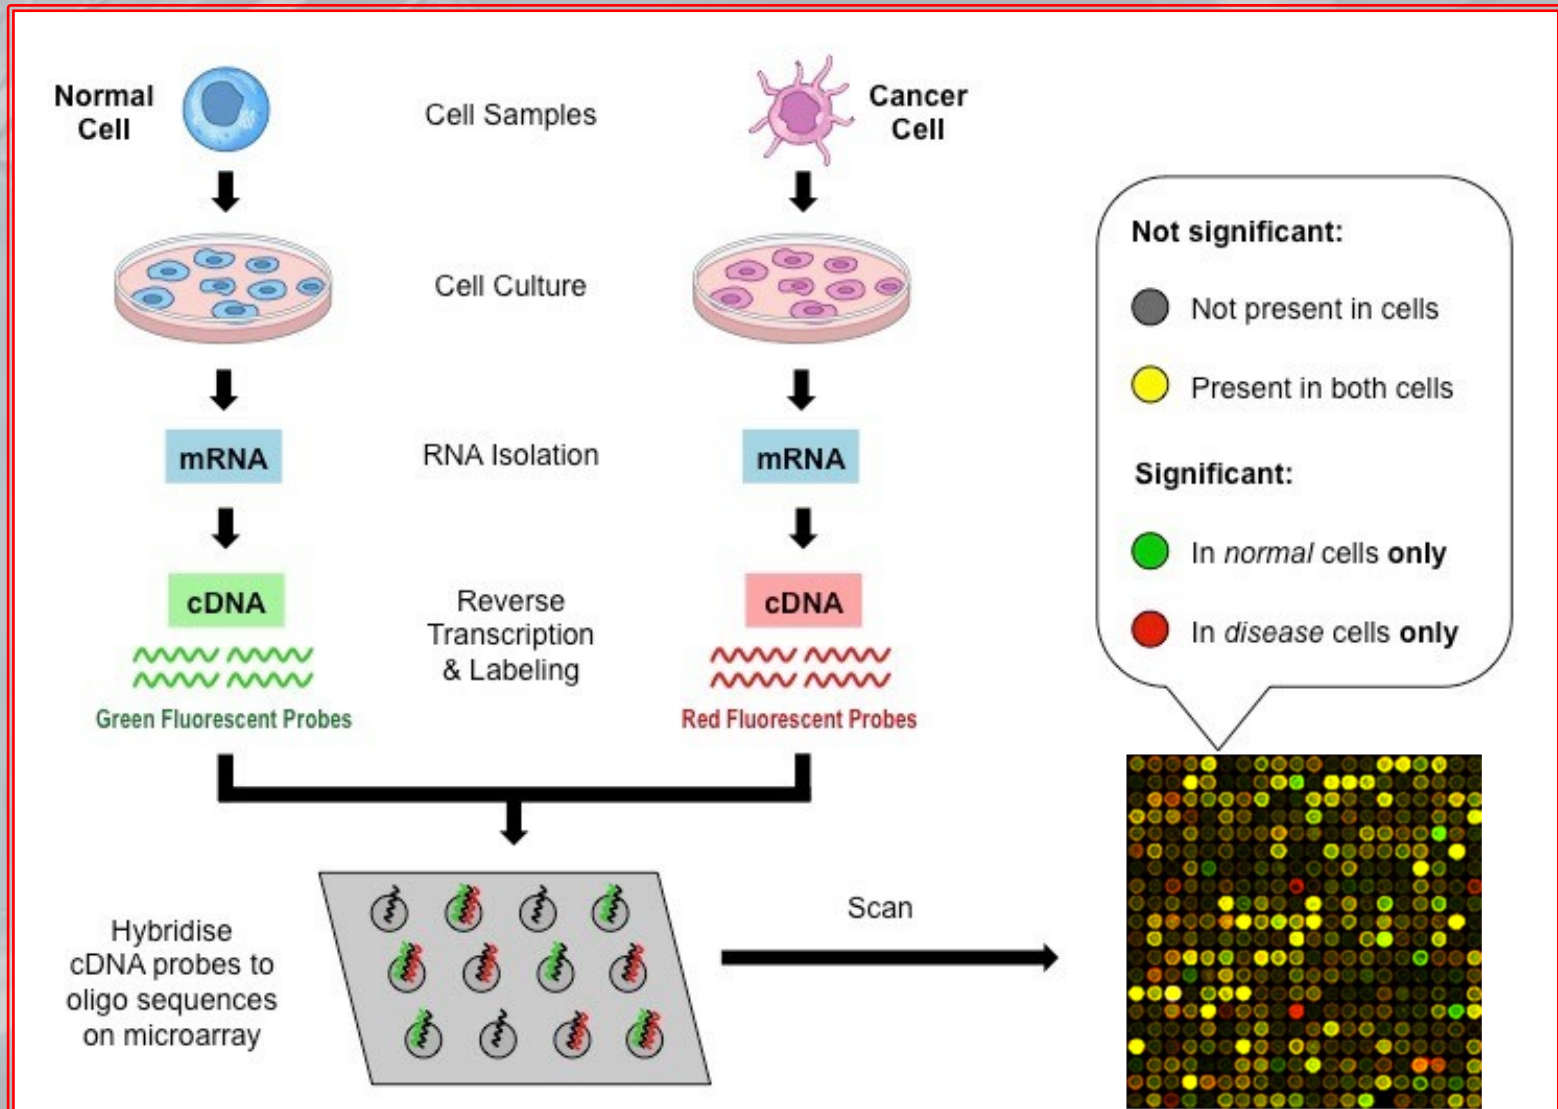 Normal
Cell
Cell Samples
Cancer
Cell
Cell Culture
mRNA
RNA Isolation
mRNA
cDNA
Reverse
Transcription
& Labeling
cDNA
Green Fluorescent Probes
Red Fluorescent Probes
Hybridise
cDNA probes to
oligo sequences
on microarray
Scan
Not significant:
Not present in cells
Present in both cells
Significant:
In normal cells only
In disease cells only